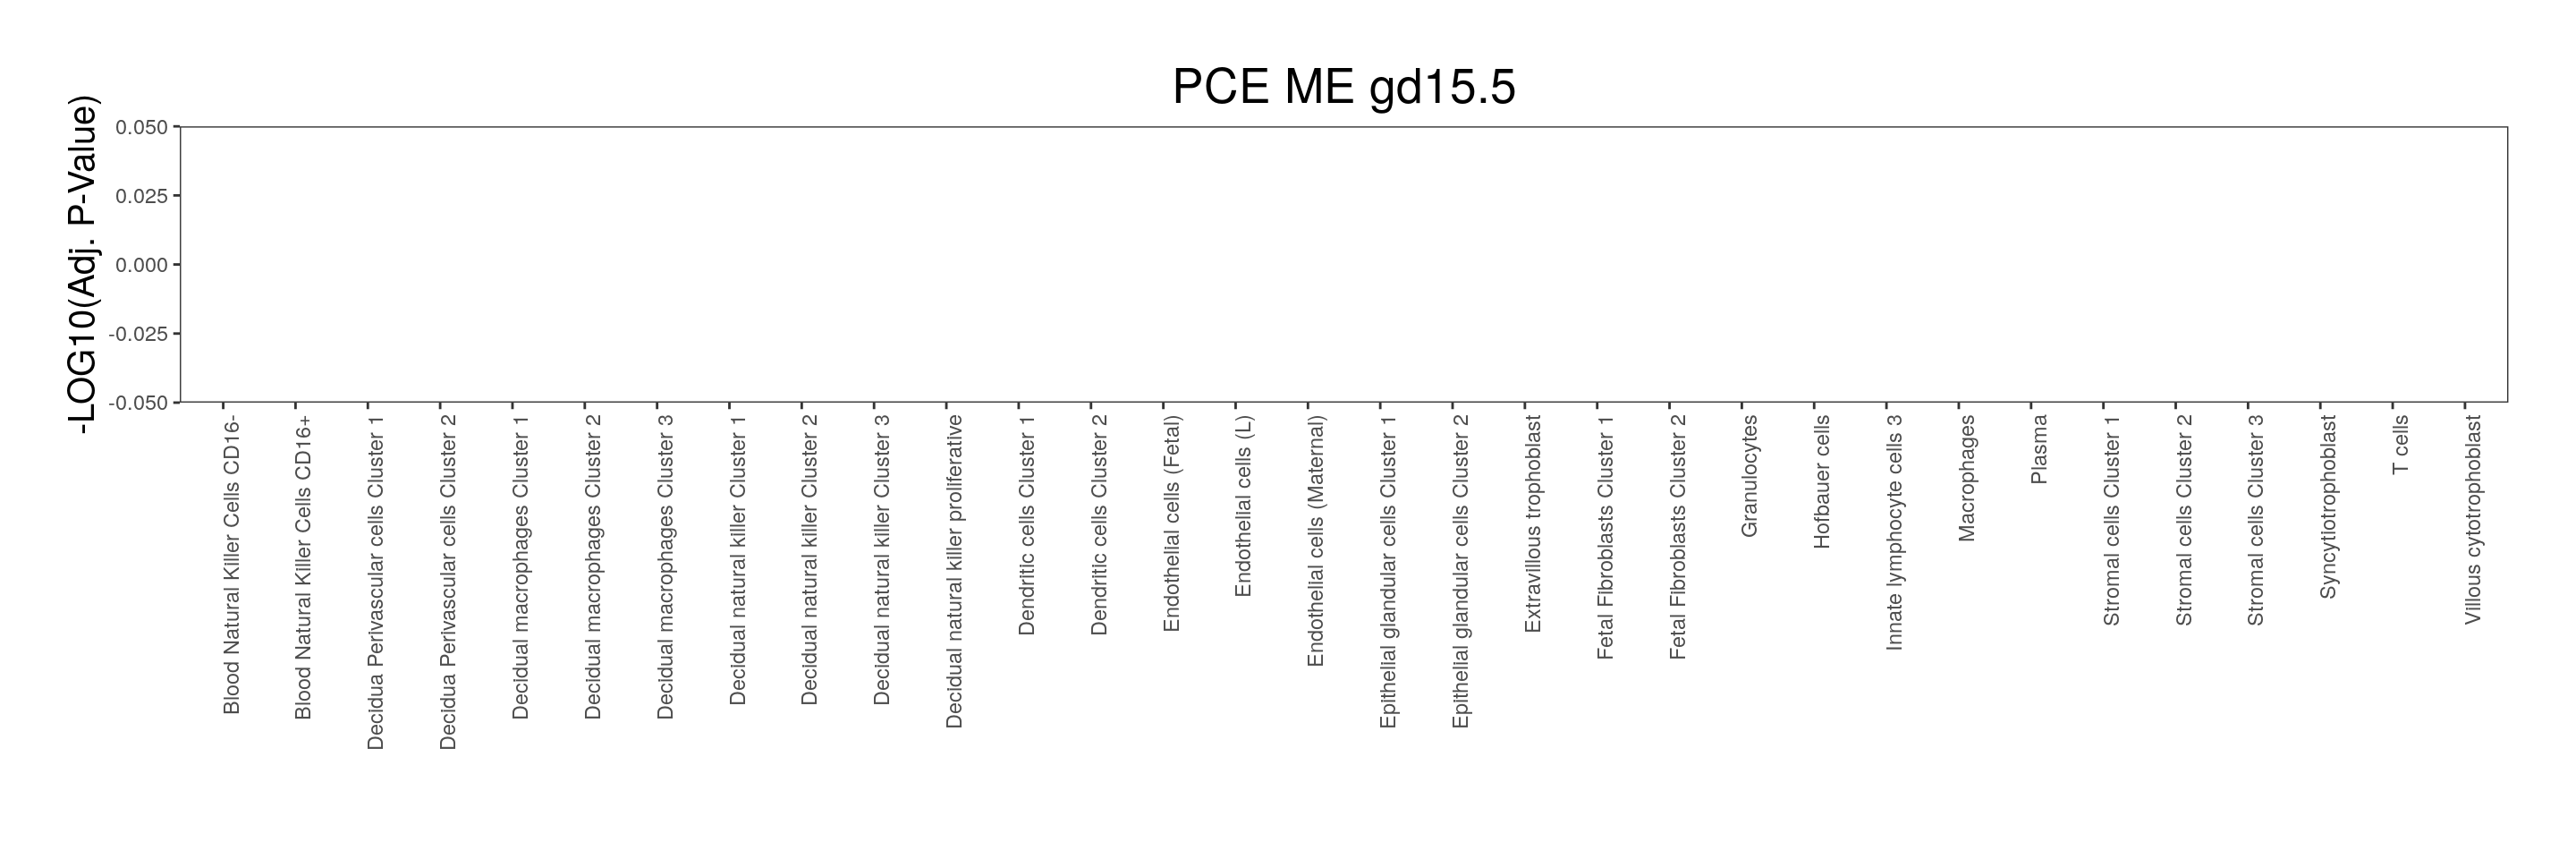 PCE ME gd15.5
-LOG10(Adj. P-Value)
0.050
0.025
0.000
-0.025
-0.050
Blood Natural Killer Cells CD16-
Blood Natural Killer Cells CD16+
Decidua Perivascular cells Cluster 1
Decidua Perivascular cells Cluster 2
Decidual macrophages Cluster 1
Decidual macrophages Cluster 2
Decidual macrophages Cluster 3
Decidual natural killer Cluster 1
Decidual natural killer Cluster 2
Decidual natural killer Cluster 3
Decidual natural killer proliferative
Dendritic cells Cluster 1
Dendritic cells Cluster 2
Endothelial cells (Fetal)
Endothelial cells (L)
Endothelial cells (Maternal)
Epithelial glandular cells Cluster 1
Epithelial glandular cells Cluster 2
Extravillous trophoblast
Fetal Fibroblasts Cluster 1
Fetal Fibroblasts Cluster 2
Granulocytes
Hofbauer cells
Innate lymphocyte cells 3
Macrophages
Plasma
Stromal cells Cluster 1
Stromal cells Cluster 2
Stromal cells Cluster 3
Syncytiotrophoblast
T cells
Villous cytotrophoblast